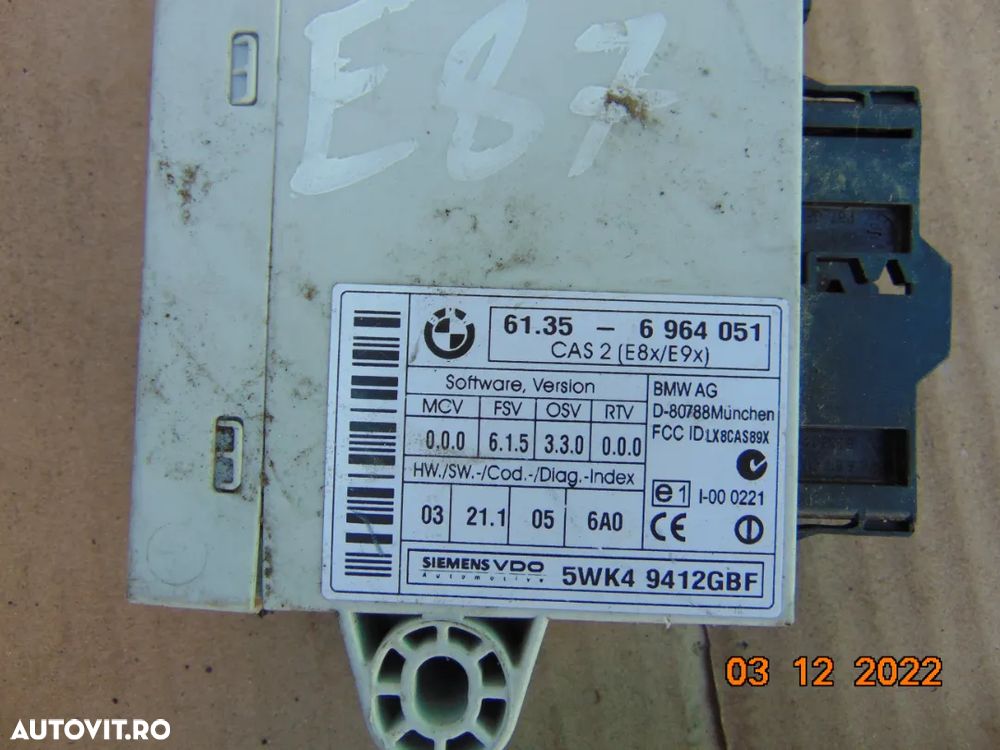 E87
61.35 – 6 964 051
CAS 2 (E8x/E9x)
Software, Version
MCV FSV OSV RTV
0.0.0 6.1.5 3.3.0 0.0.0
HW./SW.-/Cod.-/Diag.-Index
03 21.1 05 6A0
BMW AG
D-80788München
FCC ID:LX8CAS89X
e1 I-00 0221
CE
SIEMENS VDO
Automotive
5WK4 9412GBF
03 12 2022
AUTOVIT.RO